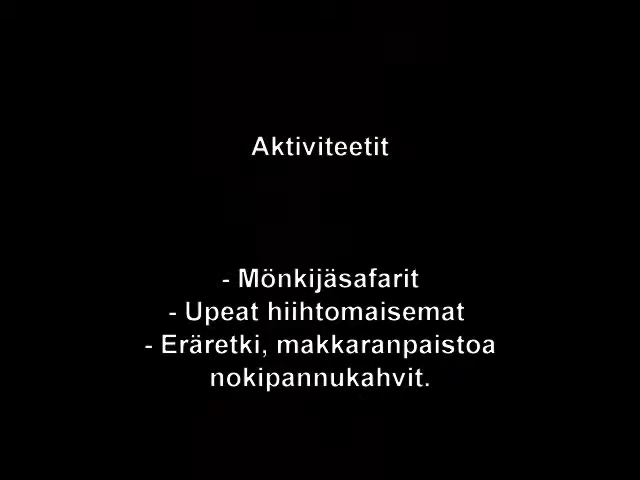 Aktiviteetit
- Mönkijäsafarit
- Upeat hiihtomaisemat
- Eräretki, makkaranpaistoa
nokipannukahvit.